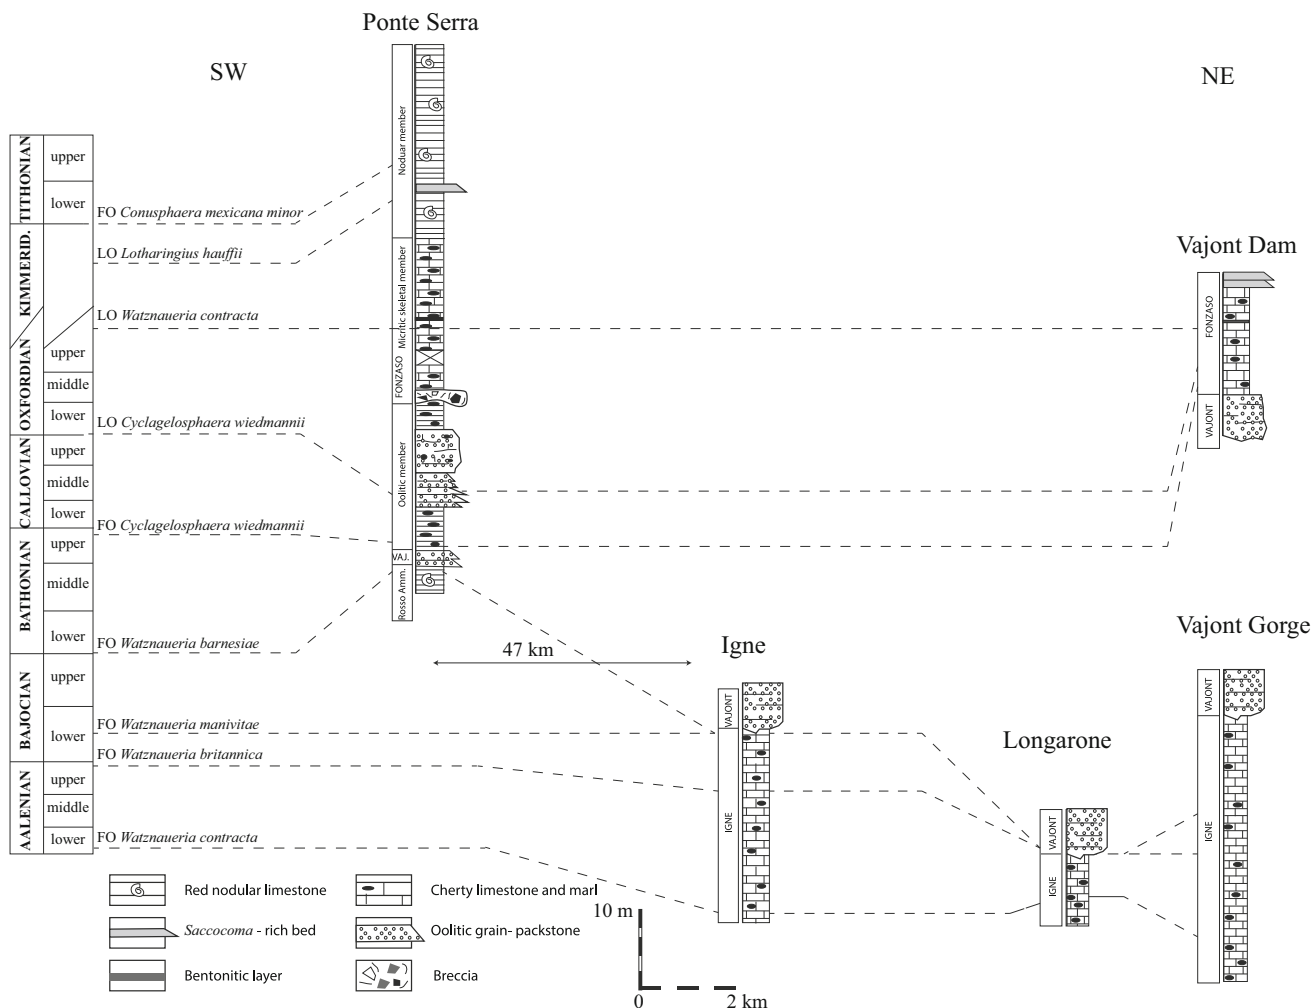 Ponte Serra
SW
NE
TITHONIAN
upper
lower
FO Conusphaera mexicana minor
KIMMERID.
LO Lotharingius hauffii
LO Watznaueria contracta
OXFORDIAN
upper
middle
lower
LO Cyclagelosphaera wiedmannii
CALLOVIAN
upper
middle
lower
FO Cyclagelosphaera wiedmannii
BATHONIAN
upper
middle
lower
FO Watznaueria barnesiae
BAJOCIAN
upper
lower
FO Watznaueria manivitae
FO Watznaueria britannica
AALENIAN
upper
middle
lower
FO Watznaueria contracta
Noduar member
Micritic skeletal member
FONZASO
Oolitic member
VAJ.
Rosso Amm.
Vajont Dam
FONZASO
VAJONT
47 km
Igne
VAJONT
IGNE
Longarone
VAJONT
IGNE
Vajont Gorge
VAJONT
IGNE
Red nodular limestone
Cherty limestone and marl
Saccocoma - rich bed
Oolitic grain- packstone
Bentonitic layer
Breccia
10 m
0
2 km